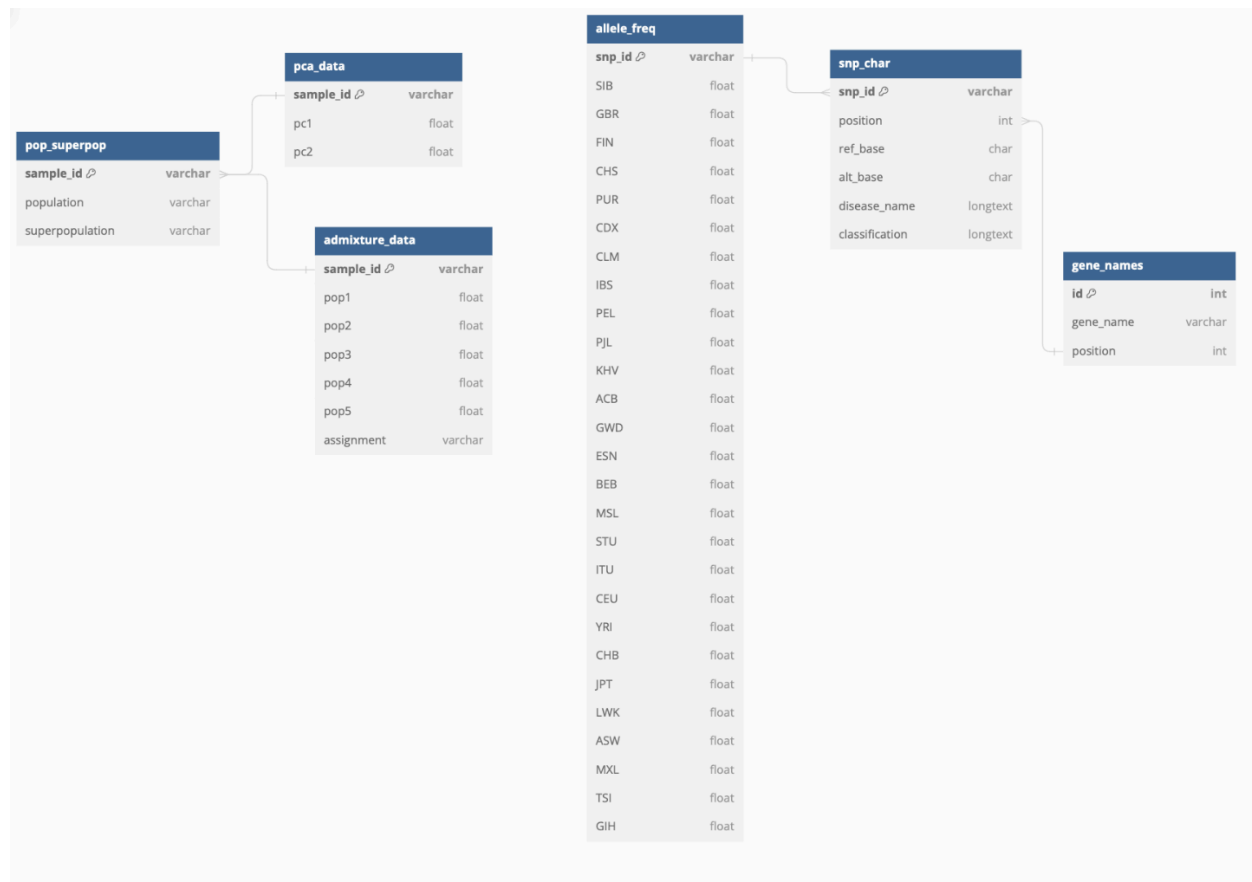 pop_superpop
sample_id varchar
population varchar
superpopulation varchar
pca_data
sample_id varchar
pc1 float
pc2 float
admixture_data
sample_id varchar
pop1 float
pop2 float
pop3 float
pop4 float
pop5 float
assignment varchar
allele_freq
snp_id varchar
SIB float
GBR float
FIN float
CHS float
PUR float
CDX float
CLM float
IBS float
PEL float
PJL float
KHV float
ACB float
GWD float
ESN float
BEB float
MSL float
STU float
ITU float
CEU float
YRI float
CHB float
JPT float
LWK float
ASW float
MXL float
TSI float
GIH float
snp_char
snp_id varchar
position int
ref_base char
alt_base char
disease_name longtext
classification longtext
gene_names
id int
gene_name varchar
position int